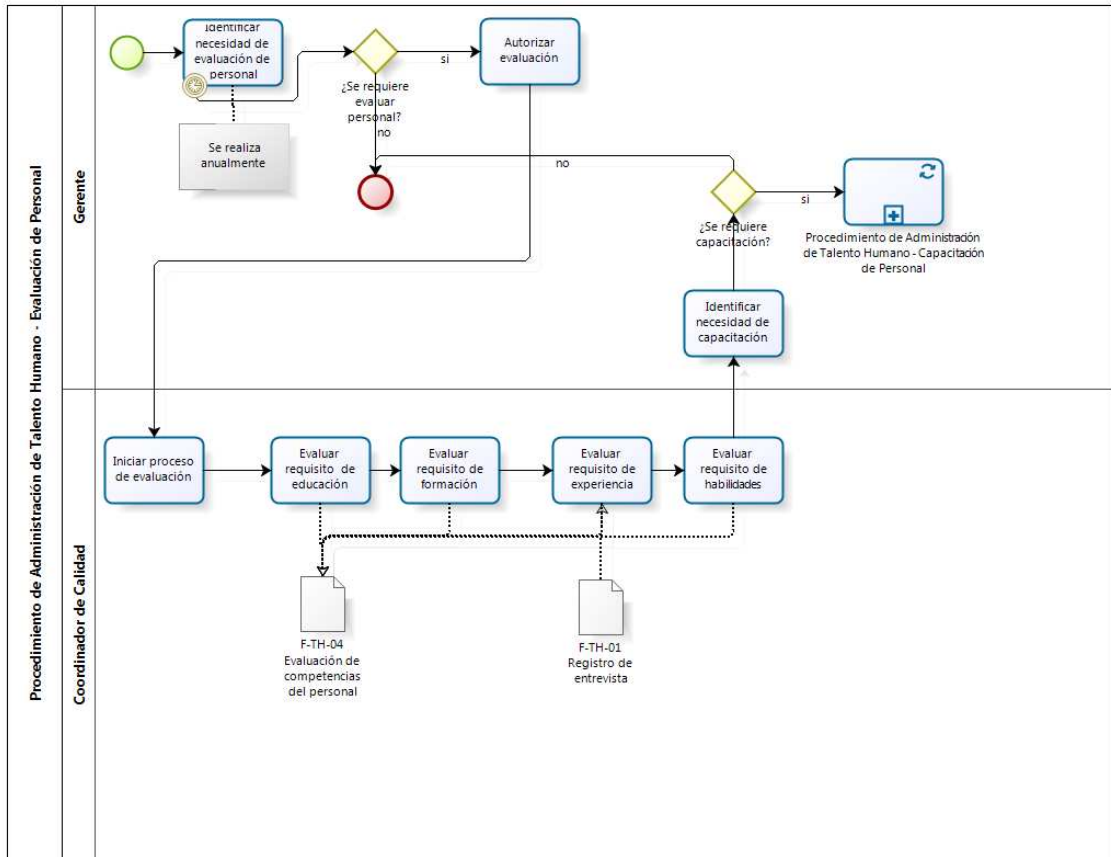 Procedimiento de Administración de Talento Humano - Evaluación de Personal
Gerente
Identificar
necesidad de
evaluación de
personal
Se realiza
anualmente
¿Se requiere
evaluar
personal?
si
no
Autorizar
evaluación
no
¿Se requiere
capacitación?
si
Procedimiento de Administración
de Talento Humano - Capacitación
de Personal
Identificar
necesidad de
capacitación
Coordinador de Calidad
Iniciar proceso
de evaluación
Evaluar
requisito de
educación
Evaluar
requisito de
formación
Evaluar
requisito de
experiencia
Evaluar
requisito de
habilidades
F-TH-04
Evaluación de
competencias
del personal
F-TH-01
Registro de
entrevista